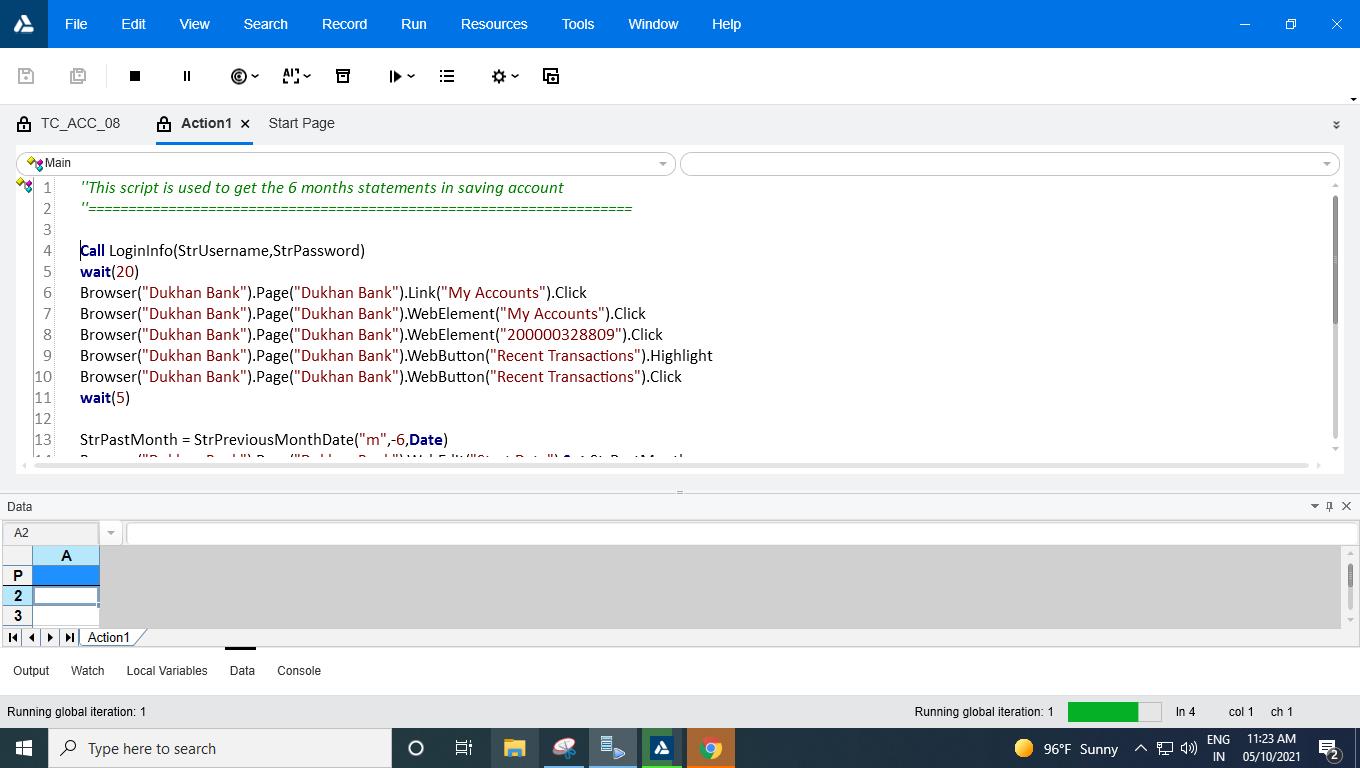 File Edit View Search Record Run Resources Tools Window Help
TC_ACC_08 Action1 Start Page
Main
1 ''This script is used to get the 6 months statements in saving account
2 ''====================================================================
3
4 Call LoginInfo(StrUsername,StrPassword)
5 wait(20)
6 Browser("Dukhan Bank").Page("Dukhan Bank").Link("My Accounts").Click
7 Browser("Dukhan Bank").Page("Dukhan Bank").WebElement("My Accounts").Click
8 Browser("Dukhan Bank").Page("Dukhan Bank").WebElement("200000328809").Click
9 Browser("Dukhan Bank").Page("Dukhan Bank").WebButton("Recent Transactions").Highlight
10 Browser("Dukhan Bank").Page("Dukhan Bank").WebButton("Recent Transactions").Click
11 wait(5)
12
13 StrPastMonth = StrPreviousMonthDate("m",-6,Date)
Data
A2
A
P
2
3
Action1
Output Watch Local Variables Data Console
Running global iteration: 1 Running global iteration: 1 ln 4 col 1 ch 1
Type here to search 96°F Sunny ENG IN 11:23 AM 05/10/2021 2